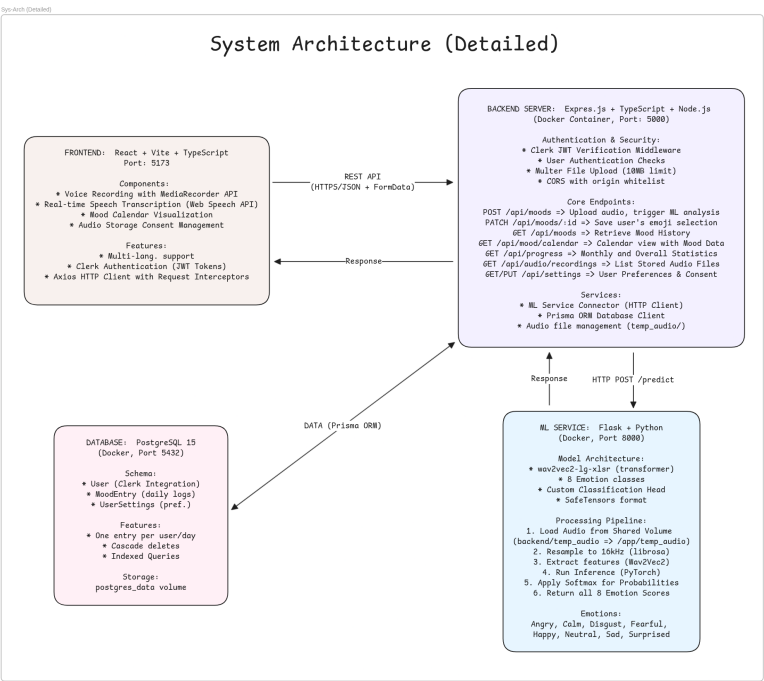 Sys-Arch (Detailed)
System Architecture (Detailed)
FRONTEND: React + Vite + TypeScript
Port: 5173
Components:
* Voice Recording with MediaRecorder API
* Real-time Speech Transcription (Web Speech API)
* Mood Calendar Visualization
* Audio Storage Consent Management
Features:
* Multi-lang. support
* Clerk Authentication (JWT Tokens)
* Axios HTTP Client with Request Interceptors
REST API
(HTTPS/JSON + FormData)
Response
BACKEND SERVER: Expres.js + TypeScript + Node.js
(Docker Container, Port: 5000)
Authentication & Security:
* Clerk JWT Verification Middleware
* User Authentication Checks
* Multer File Upload (10MB limit)
* CORS with origin whitelist
Core Endpoints:
POST /api/moods => Upload audio, trigger ML analysis
PATCH /api/moods/:id => Save user's emoji selection
GET /api/moods => Retrieve Mood History
GET /api/mood/calendar => Calendar view with Mood Data
GET /api/progress => Monthly and Overall Statistics
GET /api/audio/recordings => List Stored Audio Files
GET/PUT /api/settings => User Preferences & Consent
Services:
* ML Service Connector (HTTP Client)
* Prisma ORM Database Client
* Audio file management (temp_audio/)
Response
HTTP POST /predict
DATA (Prisma ORM)
DATABASE: PostgreSQL 15
(Docker, Port 5432)
Schema:
* User (Clerk Integration)
* MoodEntry (daily logs)
* UserSettings (pref.)
Features:
* One entry per user/day
* Cascade deletes
* Indexed Queries
Storage:
postgres_data volume
ML SERVICE: Flask + Python
(Docker, Port 8000)
Model Architecture:
* wav2vec2-lg-xlsr (transformer)
* 8 Emotion classes
* Custom Classification Head
* SafeTensors format
Processing Pipeline:
1. Load Audio from Shared Volume
(backend/temp_audio => /app/temp_audio)
2. Resample to 16kHz (librosa)
3. Extract features (Wav2Vec2)
4. Run Inference (PyTorch)
5. Apply Softmax for Probabilities
6. Return all 8 Emotion Scores
Emotions:
Angry, Calm, Disgust, Fearful,
Happy, Neutral, Sad, Surprised